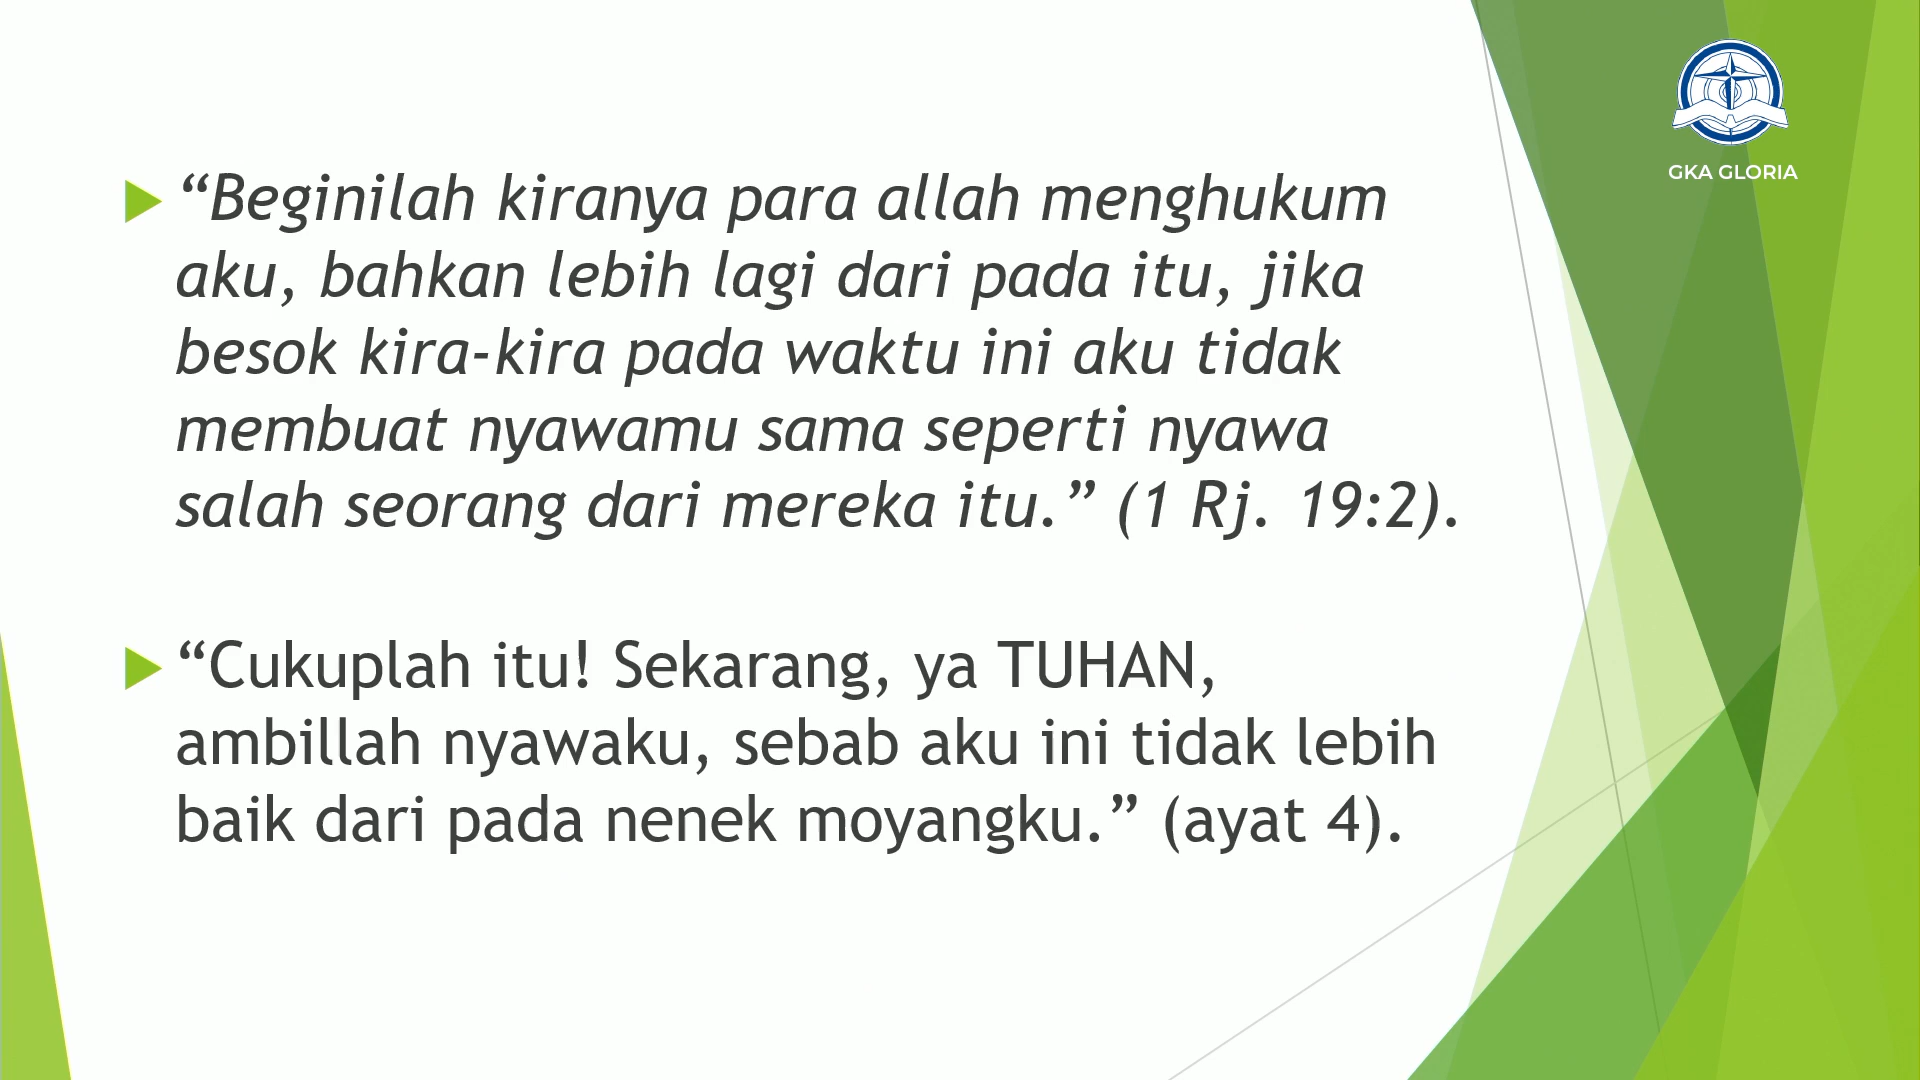 GKA GLORIA
“Beginilah kiranya para allah menghukum
aku, bahkan lebih lagi dari pada itu, jika
besok kira-kira pada waktu ini aku tidak
membuat nyawamu sama seperti nyawa
salah seorang dari mereka itu.” (1 Rj. 19:2).
“Cukuplah itu! Sekarang, ya TUHAN,
ambillah nyawaku, sebab aku ini tidak lebih
baik dari pada nenek moyangku.” (ayat 4).